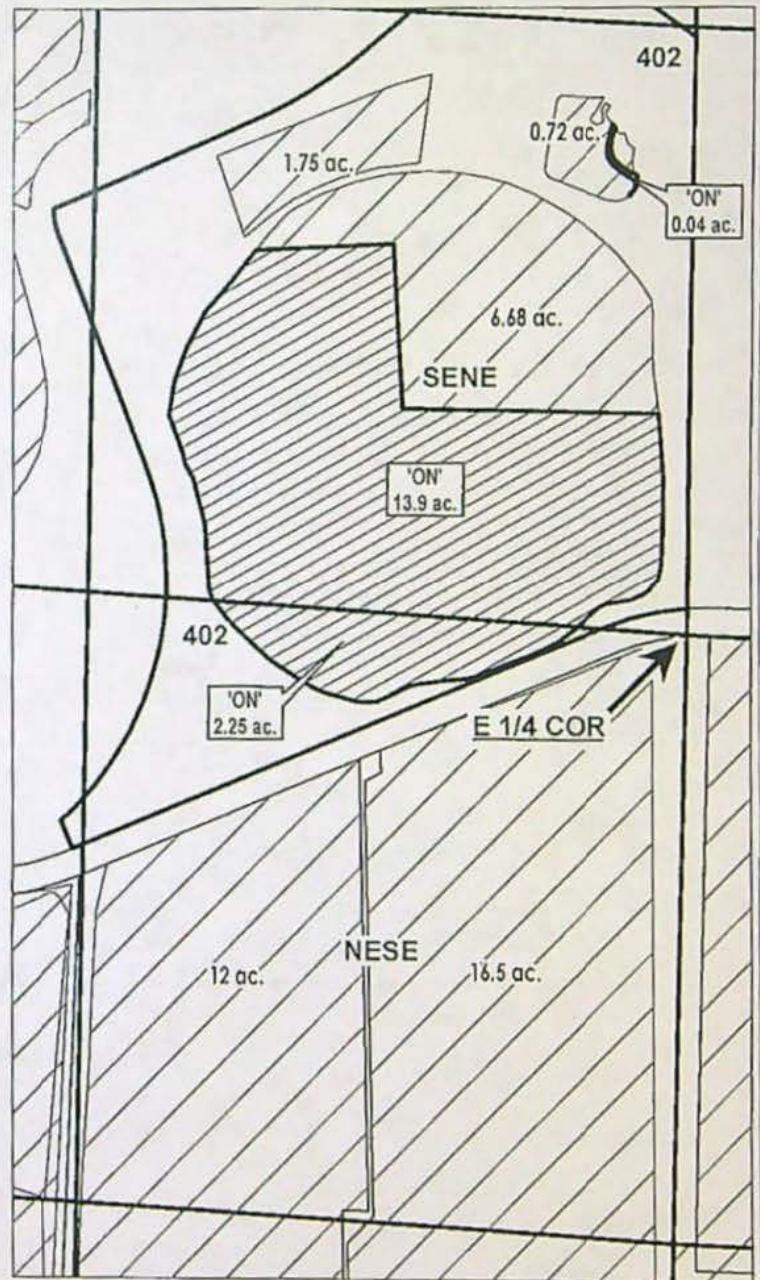 402
0.72 ac.
1.75 ac.
'ON'
0.04 ac.
6.68 ac.
SENE
'ON'
13.9 ac.
402
'ON'
2.25 ac.
E 1/4 COR
NESE
12 ac.
16.5 ac.